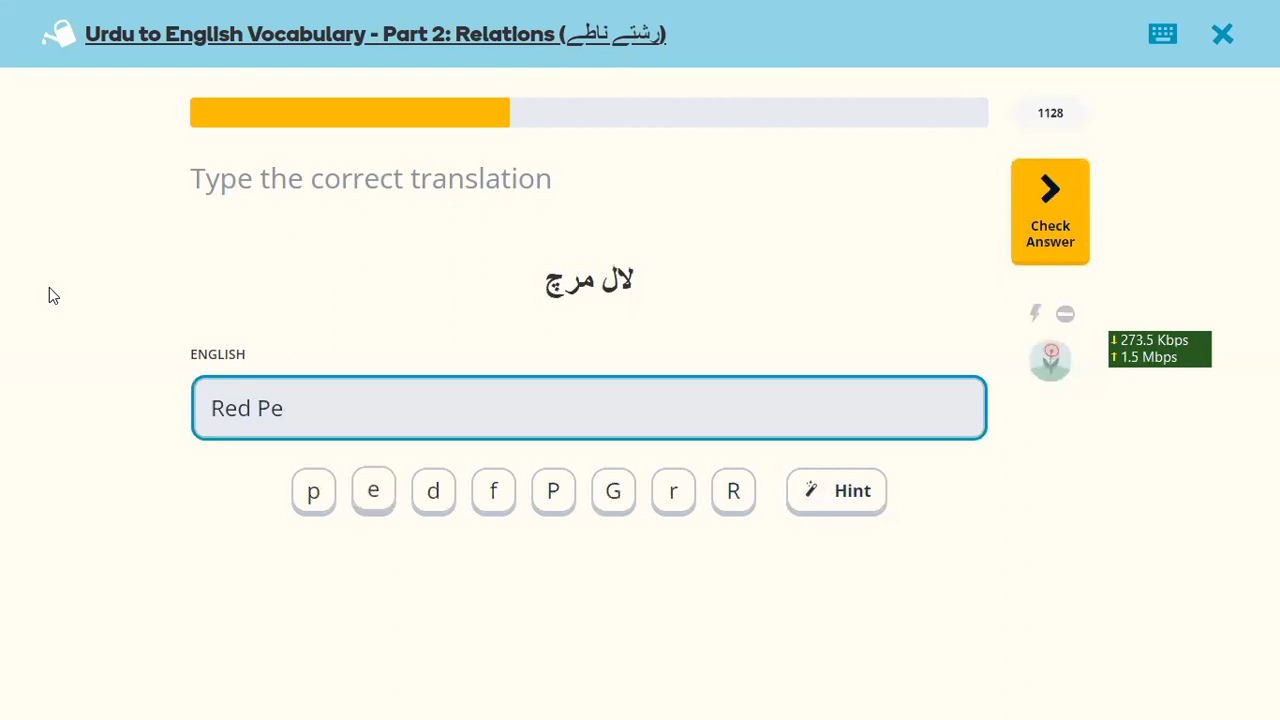 Urdu to English Vocabulary - Part 2: Relations (رشتے ناطے)
1128
Type the correct translation
Check
Answer
لال مرچ
273.5 Kbps
1.5 Mbps
ENGLISH
Red Pe
p e d f P G r R Hint